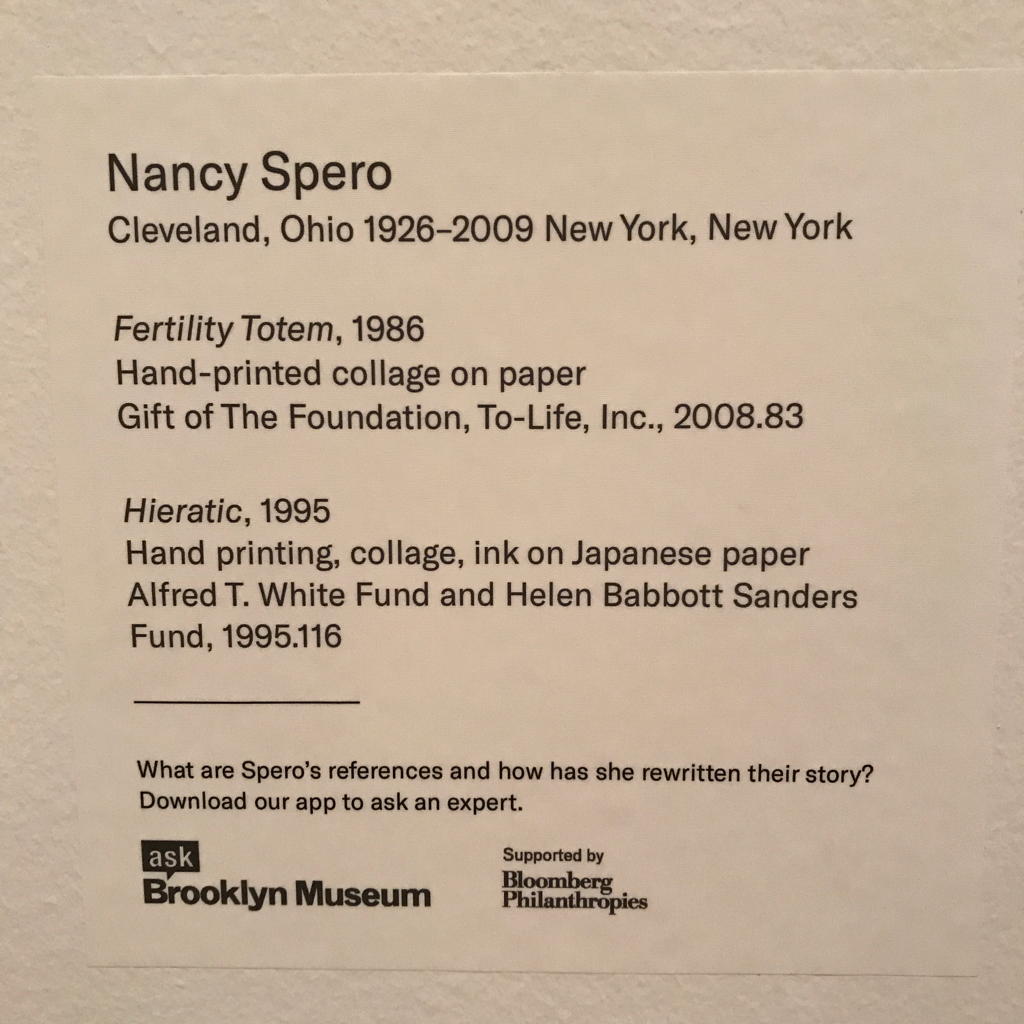 Nancy Spero
Cleveland, Ohio 1926–2009 New York, New York
Fertility Totem, 1986
Hand-printed collage on paper
Gift of The Foundation, To-Life, Inc., 2008.83
Hieratic, 1995
Hand printing, collage, ink on Japanese paper
Alfred T. White Fund and Helen Babbott Sanders
Fund, 1995.116
What are Spero's references and how has she rewritten their story?
Download our app to ask an expert.
ask
Brooklyn Museum
Supported by
Bloomberg
Philanthropies